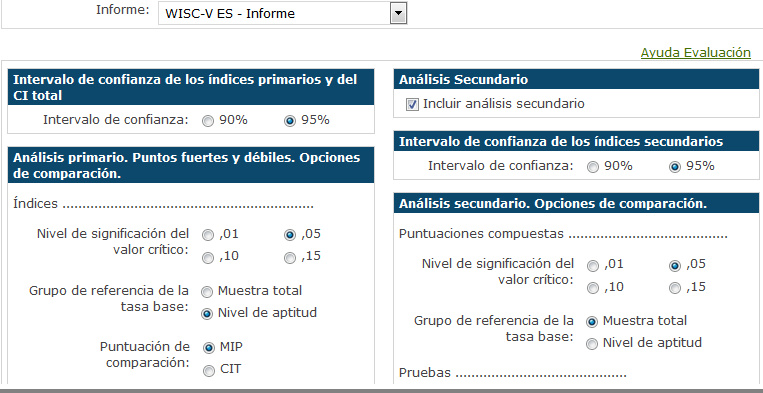 Informe: WISC-V ES - Informe
Ayuda Evaluación
Intervalo de confianza de los índices primarios y del
CI total
Intervalo de confianza: 90% 95%
Análisis primario. Puntos fuertes y débiles. Opciones
de comparación.
Índices ..................................................
Nivel de significación del
valor crítico:
,01 ,05
,10 ,15
Grupo de referencia de la
tasa base:
Muestra total
Nivel de aptitud
Puntuación de
comparación:
MIP
CIT
Análisis Secundario
Incluir análisis secundario
Intervalo de confianza de los índices secundarios
Intervalo de confianza: 90% 95%
Análisis secundario. Opciones de comparación.
Puntuaciones compuestas ................................
Nivel de significación del
valor crítico:
,01 ,05
,10 ,15
Grupo de referencia de la
tasa base:
Muestra total
Nivel de aptitud
Pruebas ...................................